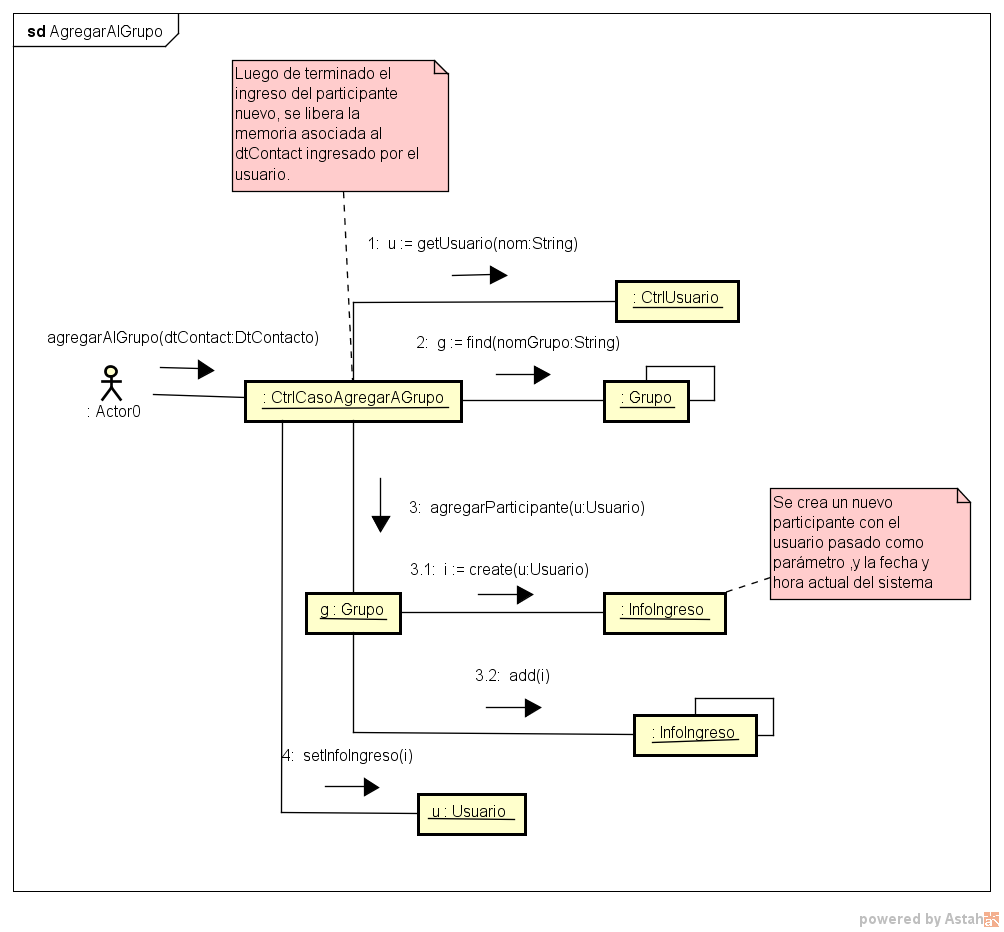 sd AgregarAlGrupo
Luego de terminado el
ingreso del participante
nuevo, se libera la
memoria asociada al
dtContact ingresado por el
usuario.
1: u := getUsuario(nom:String)
: CtrlUsuario
agregarAlGrupo(dtContact:DtContacto)
2: g := find(nomGrupo:String)
: Actor0
: CtrlCasoAgregarAGrupo
: Grupo
3: agregarParticipante(u:Usuario)
Se crea un nuevo
participante con el
usuario pasado como
parámetro ,y la fecha y
hora actual del sistema
3.1: i := create(u:Usuario)
g : Grupo
: InfoIngreso
3.2: add(i)
: InfoIngreso
4: setInfoIngreso(i)
u : Usuario
powered by Astah